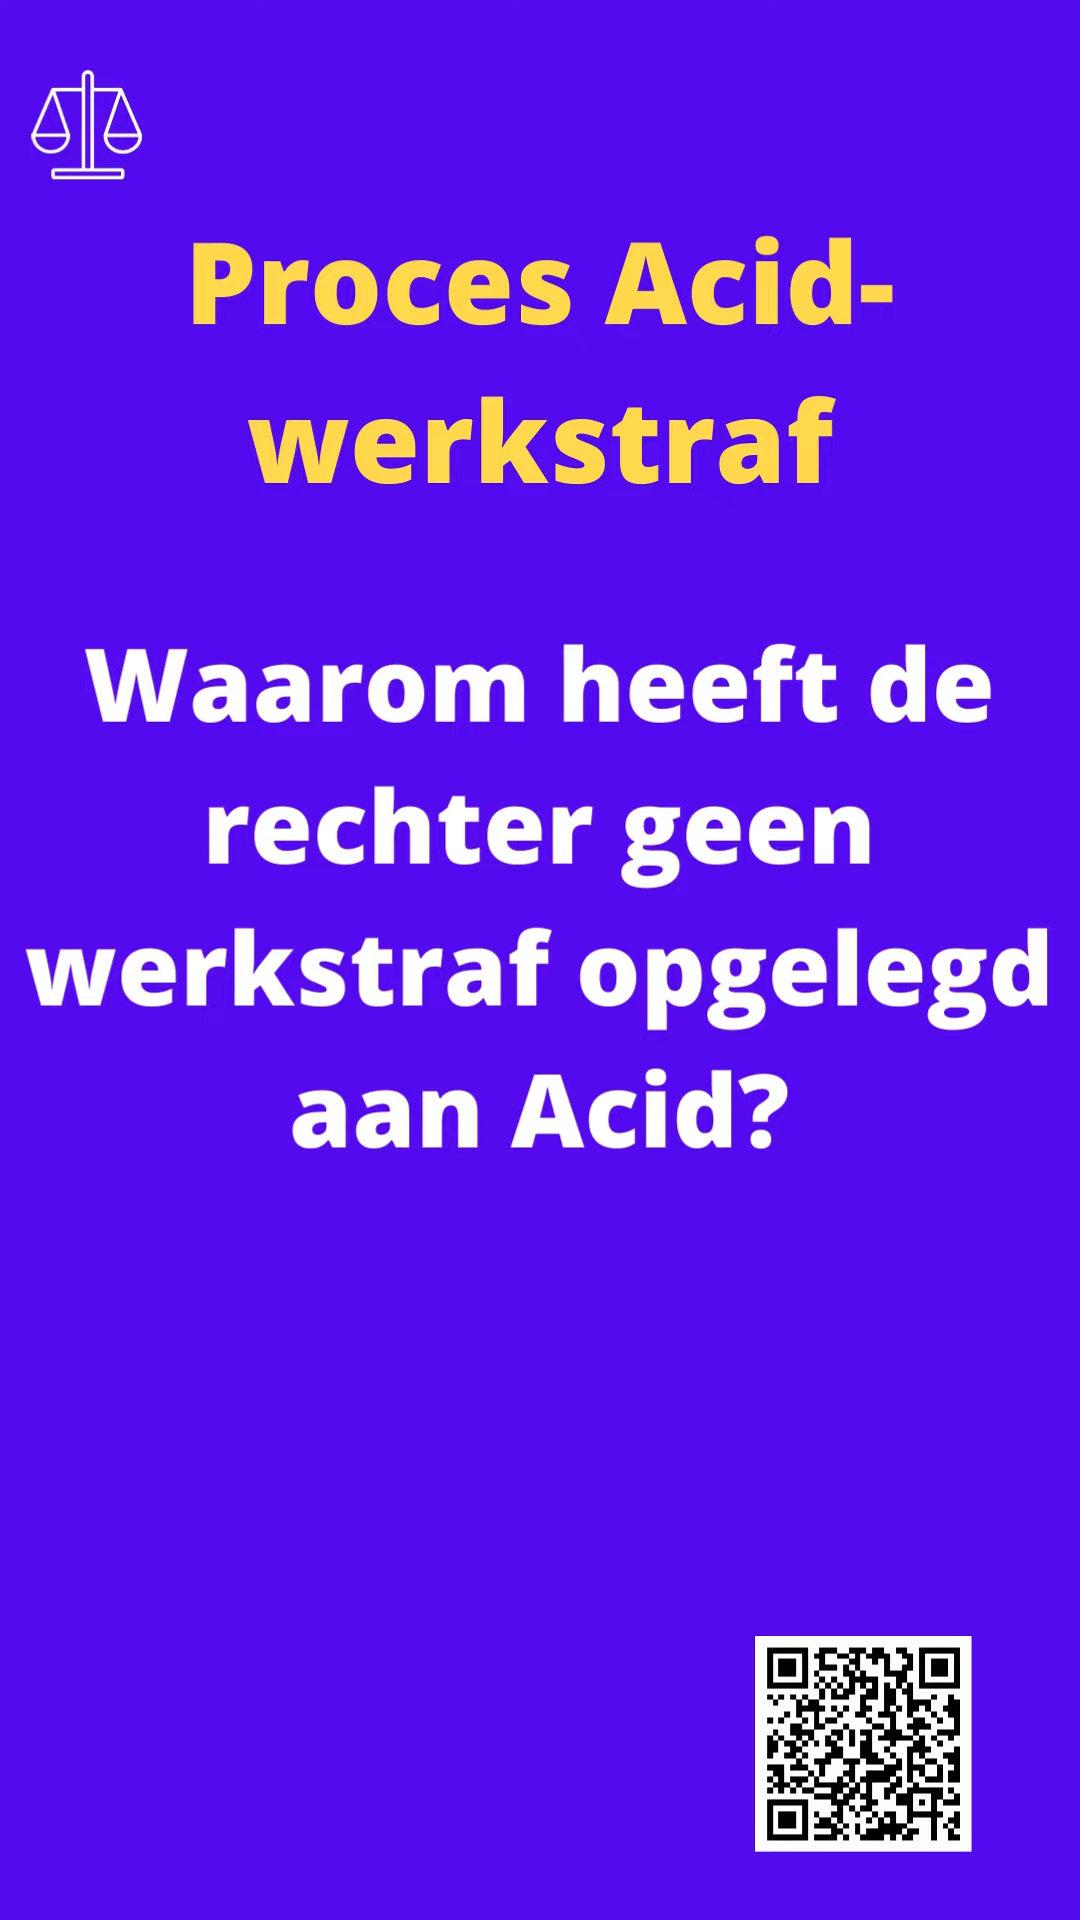 Proces Acid-
werkstraf
Waarom heeft de
rechter geen
werkstraf opgelegd
aan Acid?